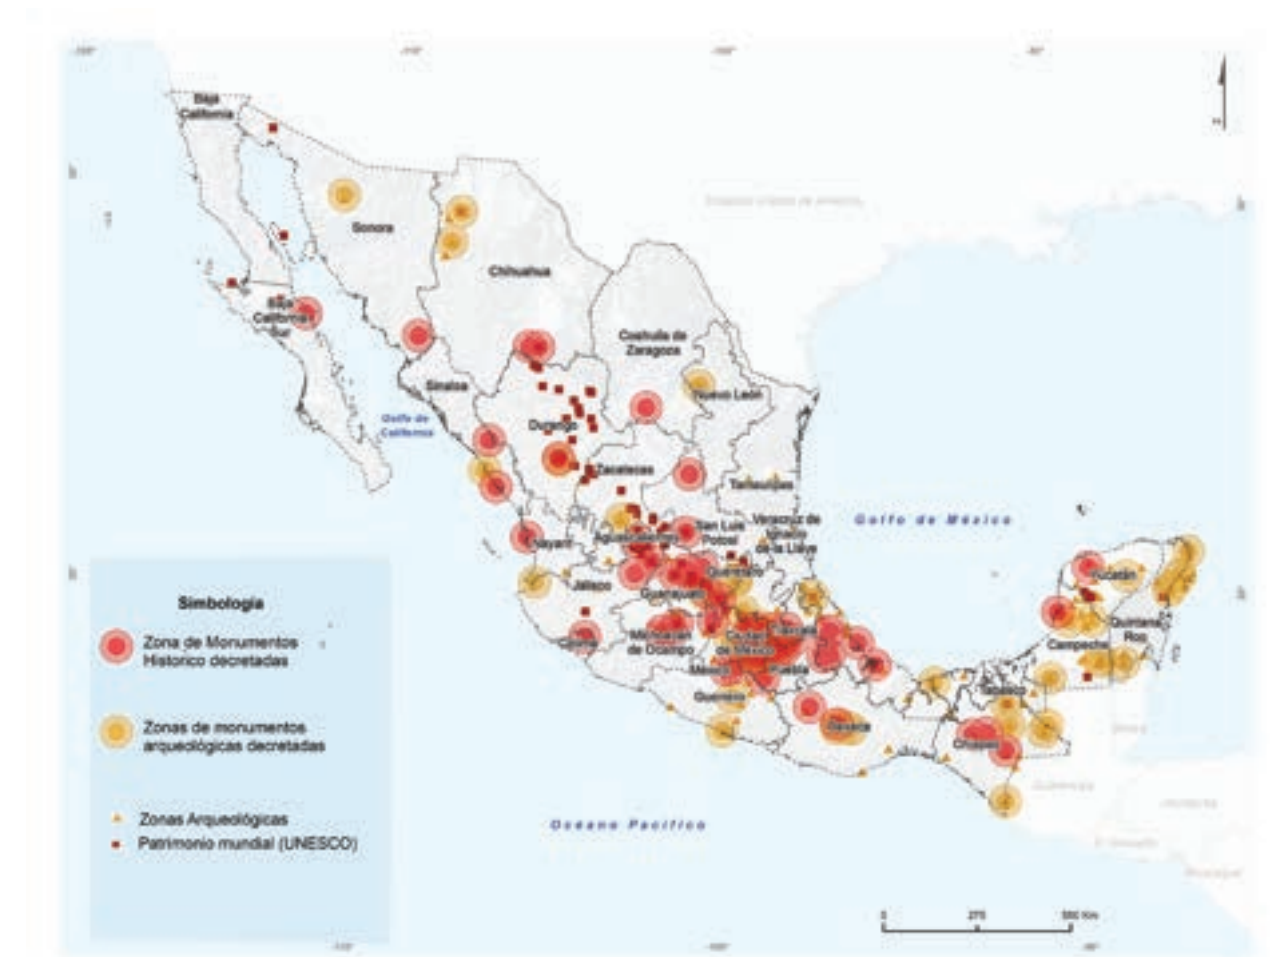 Baja
California
Sonora
Chihuahua
Baja
California
Sur
Coahuila de
Zaragoza
Sinaloa
Nuevo León
Golfo de
California
Durango
Zacatecas
Tamaulipas
Golfo de México
San Luis
Potosí
Veracruz de
Ignacio
de la Llave
Nayarit
Aguascalientes
Yucatán
Querétaro
Jalisco
Guanajuato
Quintana
Roo
Simbología
Tlaxcala
Zona de Monumentos
Historico decretadas
Colima
Michoacán
de Ocampo
Ciudad
de México
Campeche
México
Puebla
Guerrero
Tabasco
Zonas de monumentos
arqueológicas decretadas
Oaxaca
Chiapas
Zonas Arqueológicas
Patrimonio mundial (UNESCO)
Océano Pacífico
0 275 550 Km